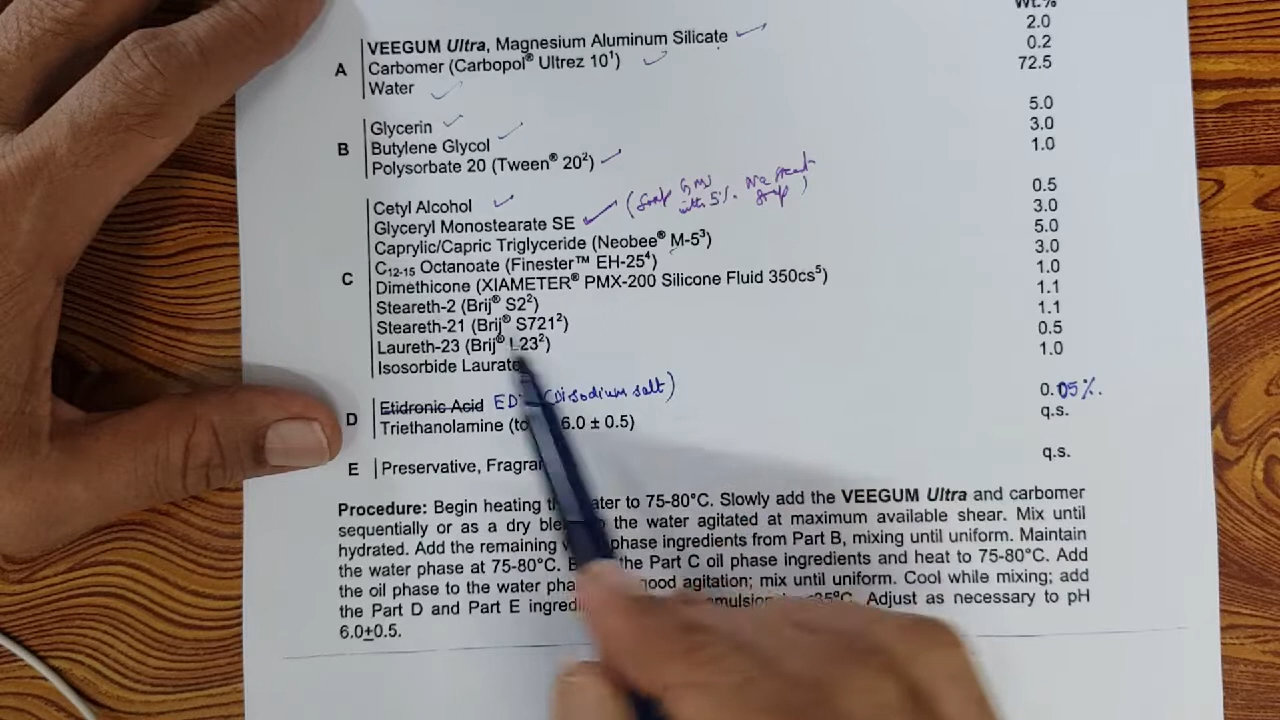 Wt.%
VEEGUM Ultra, Magnesium Aluminum Silicate 2.0
A Carbomer (Carbopol® Ultrez 10¹) 0.2
Water 72.5
Glycerin 5.0
B Butylene Glycol 3.0
Polysorbate 20 (Tween® 20²) 1.0
Cetyl Alcohol 0.5
Glyceryl Monostearate SE with 5%. 3.0
Caprylic/Capric Triglyceride (Neobee® M-5³) 5.0
C12-15 Octanoate (Finester™ EH-25⁴) 3.0
C Dimethicone (XIAMETER® PMX-200 Silicone Fluid 350cs⁵) 1.0
Steareth-2 (Brij® S2²) 1.1
Steareth-21 (Brij® S721²) 1.1
Laureth-23 (Brij® L23²) 0.5
Isosorbide Laurate 1.0
D Etidronic Acid (Disodium salt) 0.05%.
Triethanolamine 6.0 ± 0.5) q.s.
E Preservative, q.s.
Procedure: Begin heating to 75-80°C. Slowly add the VEEGUM Ultra and carbomer
sequentially or as a dry the water agitated at maximum available shear. Mix until
hydrated. Add the remaining phase ingredients from Part B, mixing until uniform. Maintain
the water phase at 75-80°C. the Part C oil phase ingredients and heat to 75-80°C. Add
the oil phase to the water good agitation; mix until uniform. Cool while mixing; add
the Part D and Part E Adjust as necessary to pH
6.0±0.5.